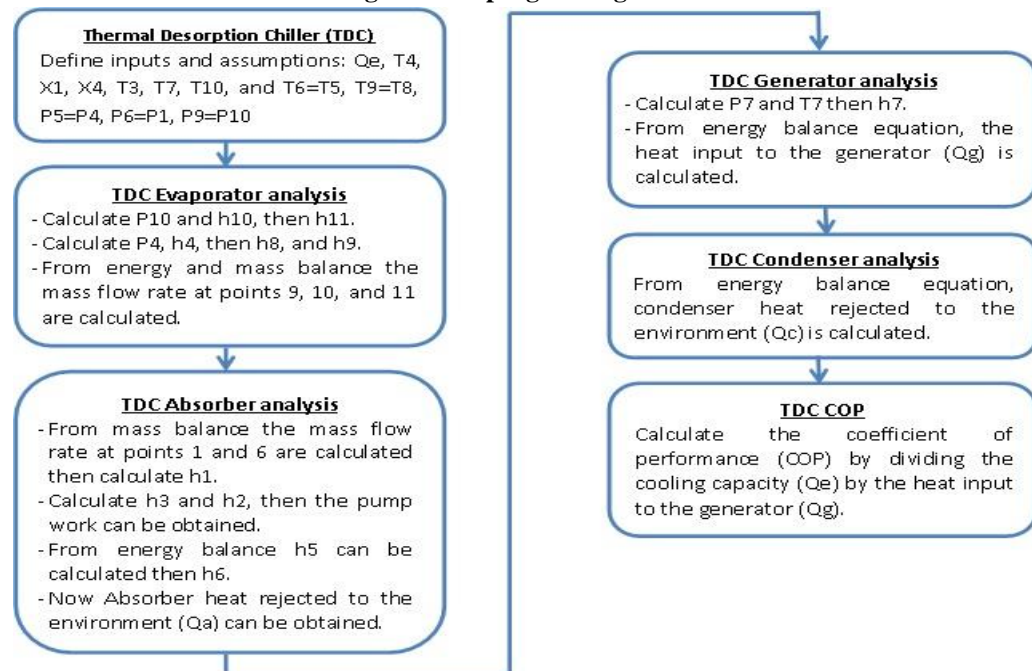 Thermal Desorption Chiller (TDC)
Define inputs and assumptions: Qe, T4,
X1, X4, T3, T7, T10, and T6=T5, T9=T8,
P5=P4, P6=P1, P9=P10
TDC Evaporator analysis
- Calculate P10 and h10, then h11.
- Calculate P4, h4, then h8, and h9.
- From energy and mass balance the
mass flow rate at points 9, 10, and 11
are calculated.
TDC Absorber analysis
- From mass balance the mass flow
rate at points 1 and 6 are calculated
then calculate h1.
- Calculate h3 and h2, then the pump
work can be obtained.
- From energy balance h5 can be
calculated then h6.
- Now Absorber heat rejected to the
environment (Qa) can be obtained.
TDC Generator analysis
- Calculate P7 and T7 then h7.
- From energy balance equation, the
heat input to the generator (Qg) is
calculated.
TDC Condenser analysis
From energy balance equation,
condenser heat rejected to the
environment (Qc) is calculated.
TDC COP
Calculate the coefficient of
performance (COP) by dividing the
cooling capacity (Qe) by the heat input
to the generator (Qg).